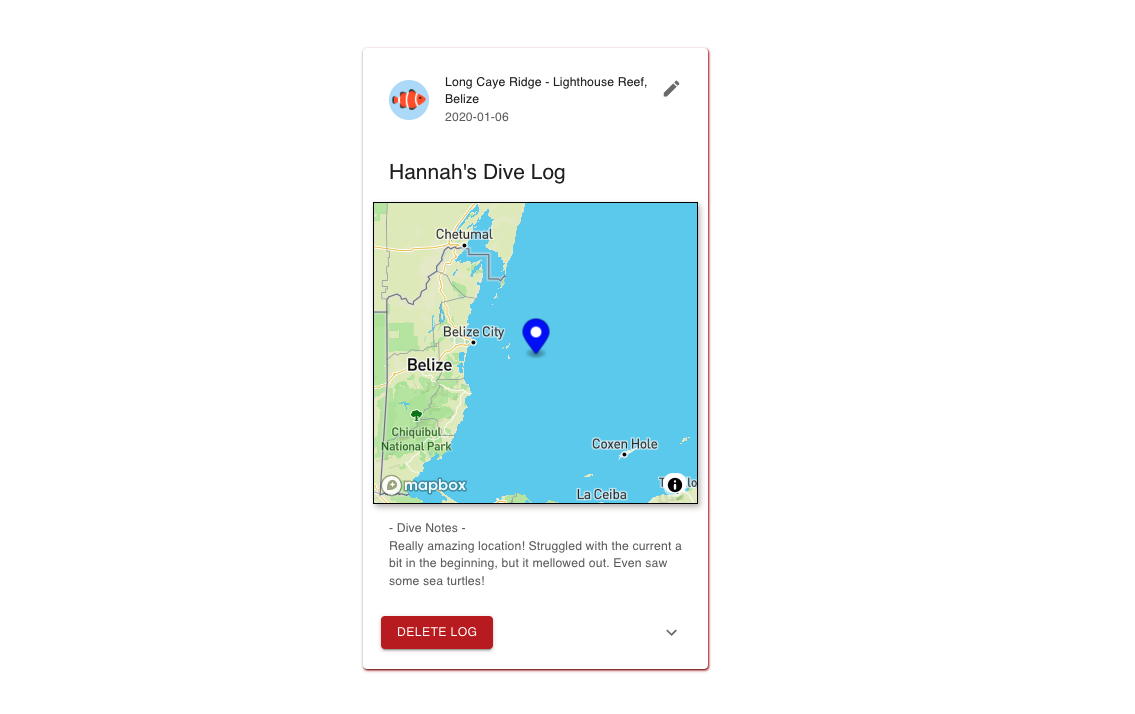 Long Caye Ridge - Lighthouse Reef,
Belize
2020-01-06
Hannah's Dive Log
Chetumal
Belize City
Belize
Chiquibul
National Park
Coxen Hole
La Ceiba
mapbox
- Dive Notes -
Really amazing location! Struggled with the current a
bit in the beginning, but it mellowed out. Even saw
some sea turtles!
DELETE LOG